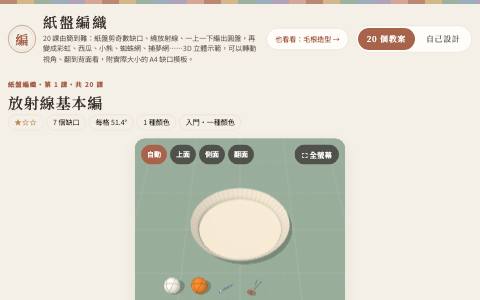 編
紙盤編織
20 課由簡到難：紙盤剪奇數缺口、繞放射線、一上一下編出圓盤，再
變成彩虹、西瓜、小熊、蜘蛛網、捕夢網⋯⋯3D 立體示範，可以轉動
視角、翻到背面看，附實際大小的 A4 缺口模板。
也看看：毛根造型 →
20 個教案
自己設計
紙盤編織・第 1 課・共 20 課
放射線基本編
★☆☆
7 個缺口
每格 51.4°
1 種顏色
入門・一種顏色
自動
上面
側面
翻面
⛶ 全螢幕